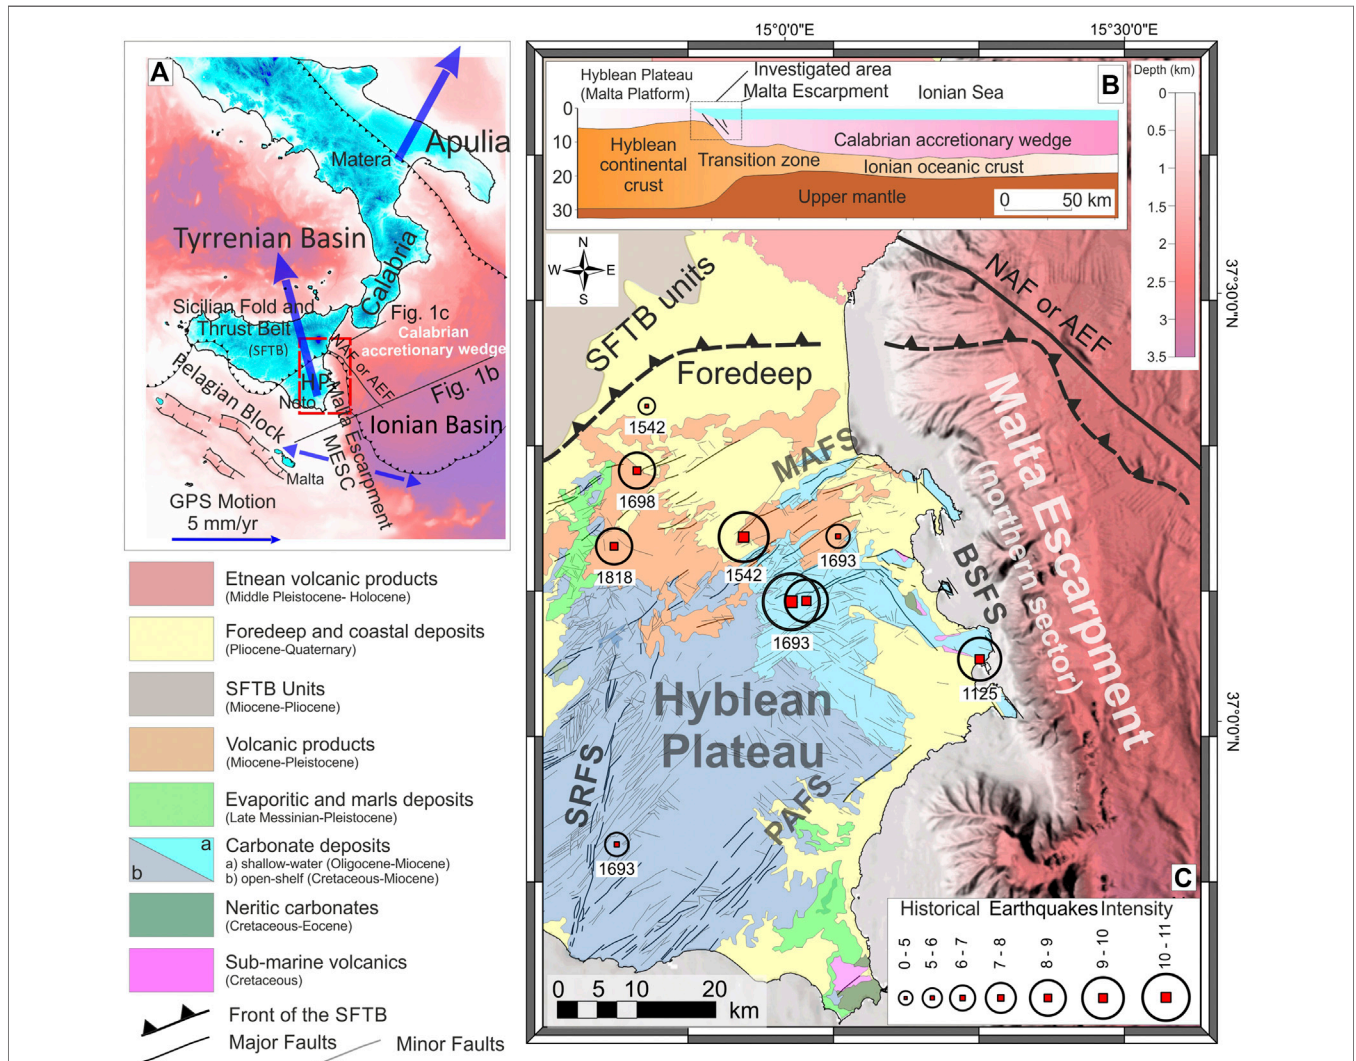 15°0'0"E
15°30'0"E
A
Apulia
Matera
Tyrrenian Basin
Calabria
Sicilian Fold and
Thrust Belt
(SFTB)
Fig. 1c
Calabrian
accretionary wedge
NAF or AEF
HP
Noto
Pelagian Block
Malta Escarpment
MESC
Fig. 1b
Ionian Basin
Malta
GPS Motion
5 mm/yr
B
Hyblean Plateau
(Malta Platform)
Investigated area
Malta Escarpment
Ionian Sea
0
10
20
30
Hyblean
continental
crust
Transition zone
Calabrian accretionary wedge
Ionian oceanic crust
Upper mantle
0 50 km
Depth (km)
0
0.5
1
1.5
2
2.5
3
3.5
37°30'0"N
37°0'0"N
N
W E
S
SFTB units
Foredeep
NAF or AEF
Malta Escarpment
(northern sector)
MAFS
BSFS
1542
1698
1818
1542
1693
1693
1125
Hyblean
Plateau
SRFS
PAFS
1693
0 5 10 20
km
C
Historical Earthquakes Intensity
0 - 5
5 - 6
6 - 7
7 - 8
8 - 9
9 - 10
10 - 11
Etnean volcanic products
(Middle Pleistocene- Holocene)
Foredeep and coastal deposits
(Pliocene-Quaternary)
SFTB Units
(Miocene-Pliocene)
Volcanic products
(Miocene-Pleistocene)
Evaporitic and marls deposits
(Late Messinian-Pleistocene)
a
b
Carbonate deposits
a) shallow-water (Oligocene-Miocene)
b) open-shelf (Cretaceous-Miocene)
Neritic carbonates
(Cretaceous-Eocene)
Sub-marine volcanics
(Cretaceous)
Front of the SFTB
Major Faults
Minor Faults